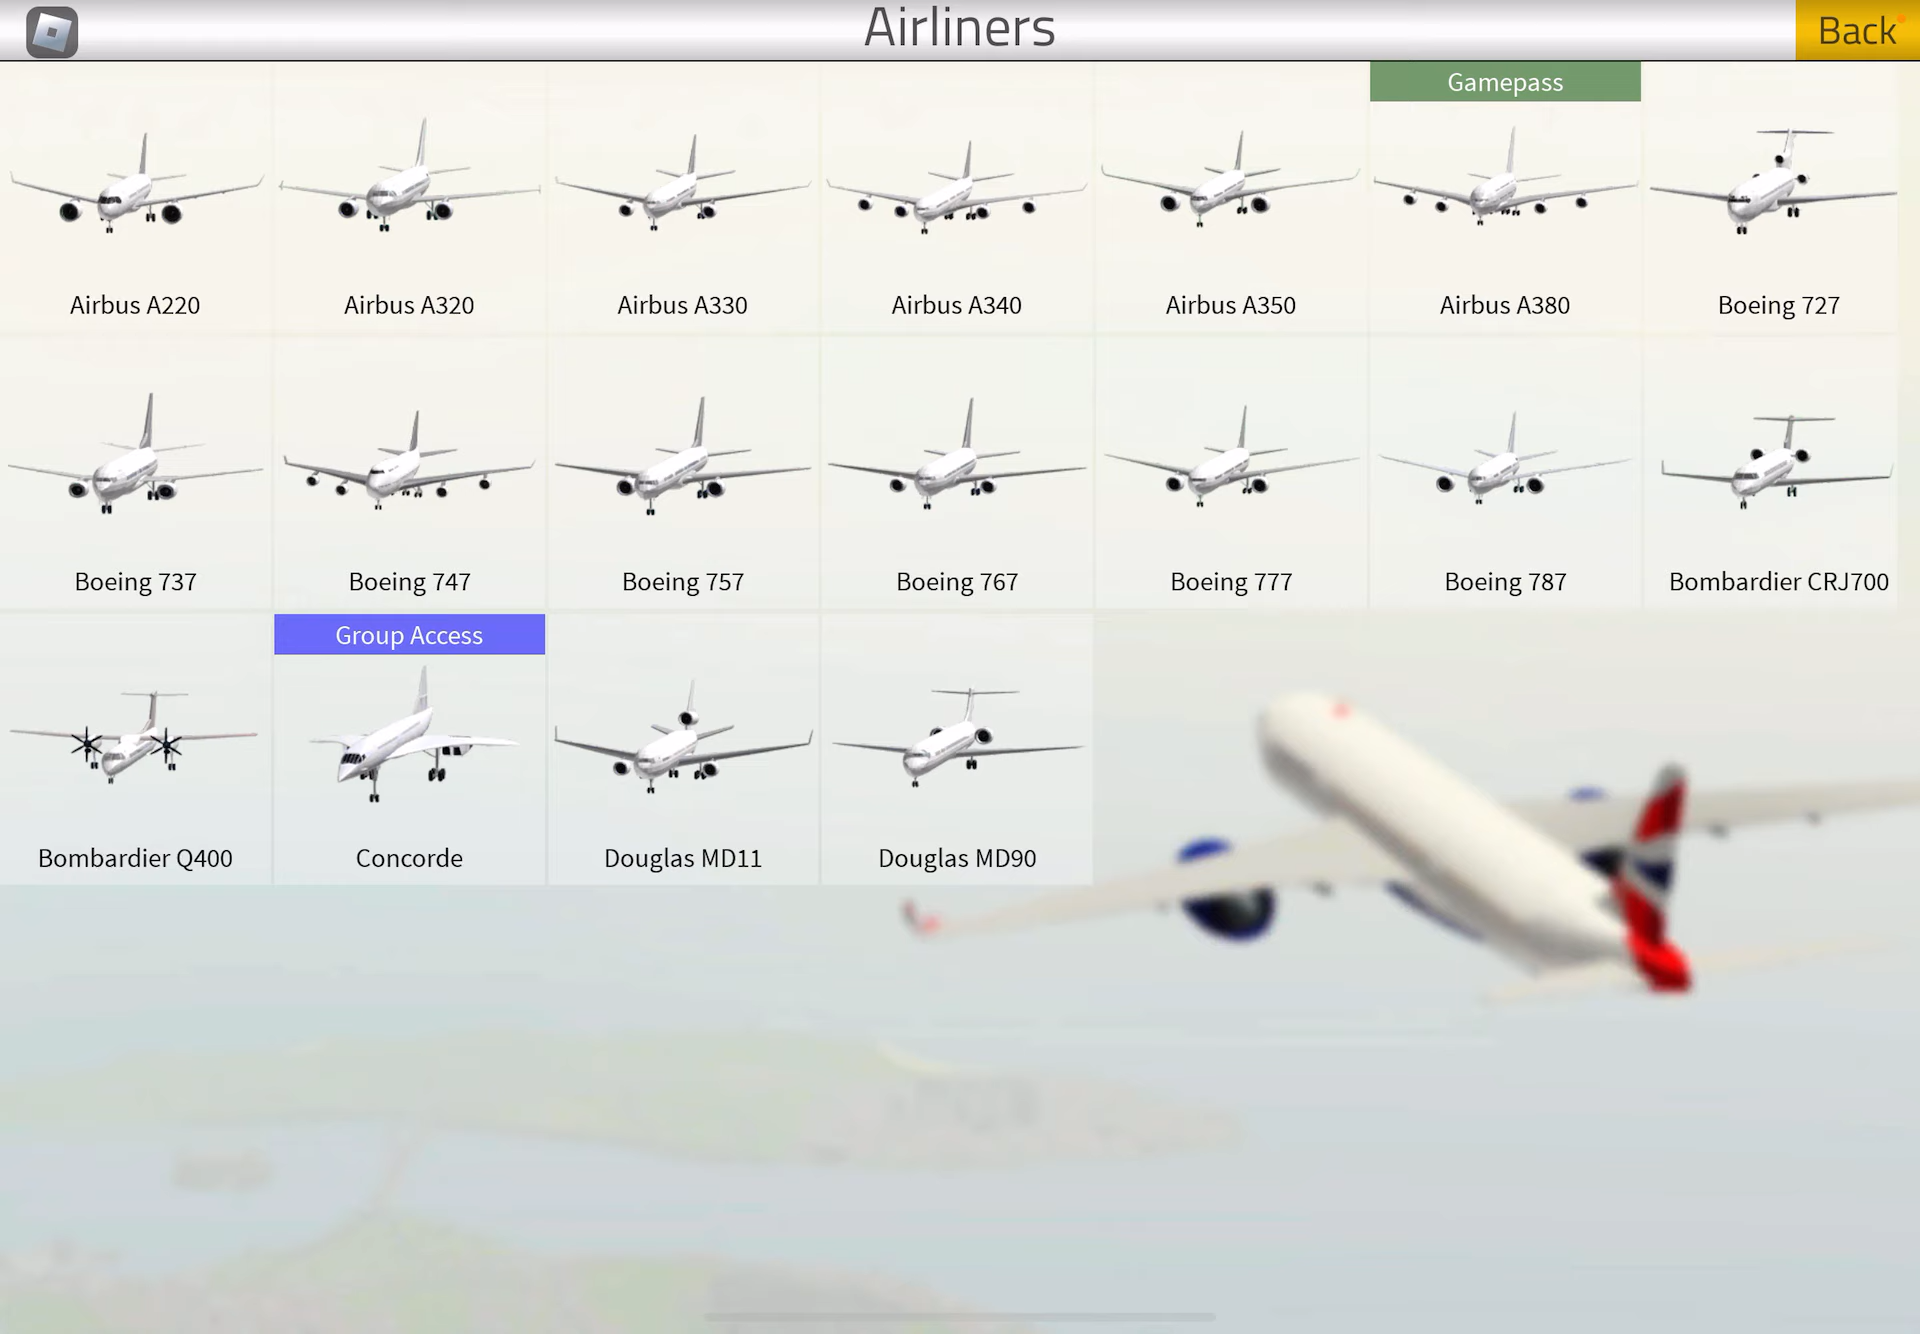 Airliners
Back
Gamepass
Airbus A220
Airbus A320
Airbus A330
Airbus A340
Airbus A350
Airbus A380
Boeing 727
Boeing 737
Boeing 747
Boeing 757
Boeing 767
Boeing 777
Boeing 787
Bombardier CRJ700
Group Access
Bombardier Q400
Concorde
Douglas MD11
Douglas MD90